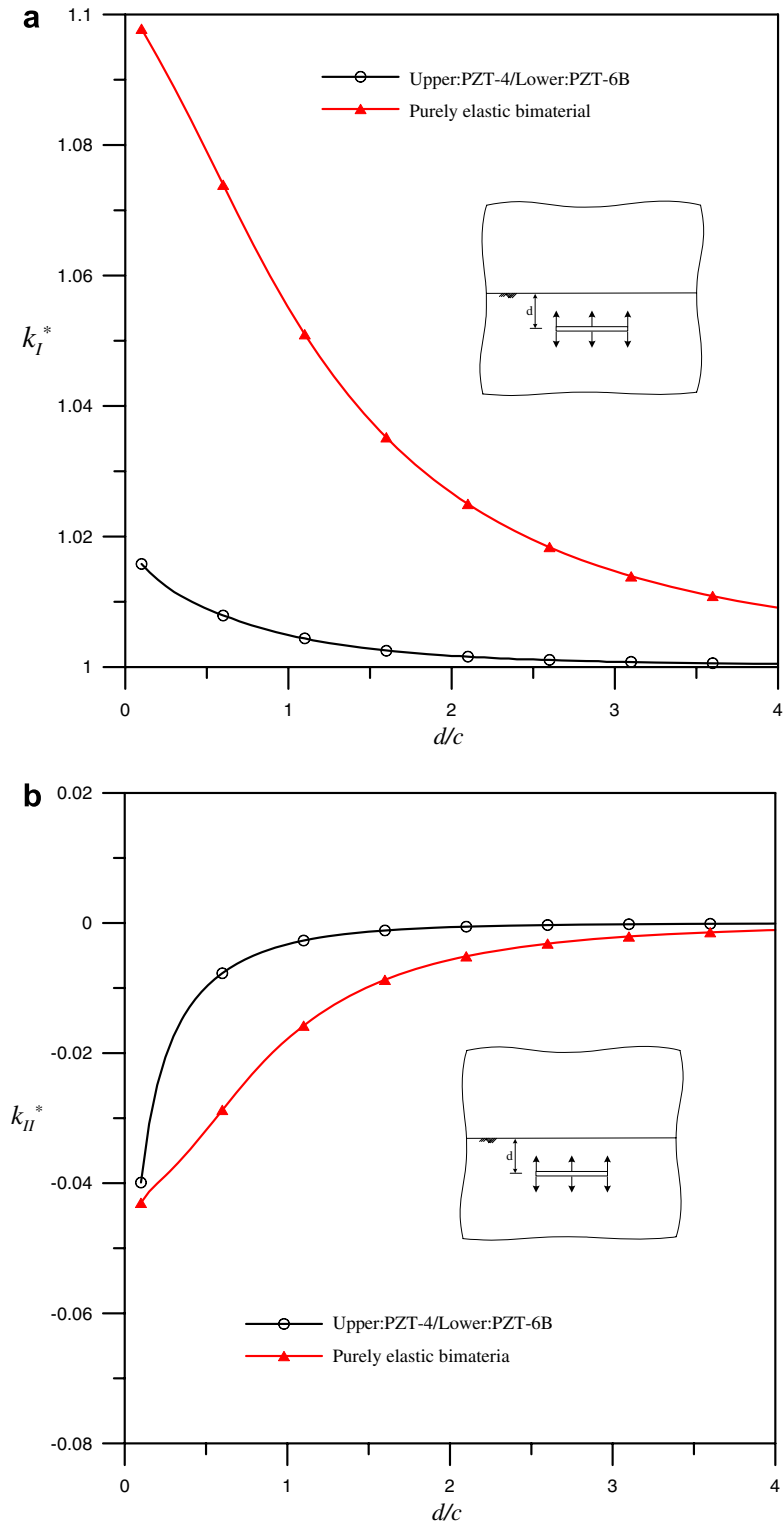 a
1.1
Upper:PZT-4/Lower:PZT-6B
Purely elastic bimaterial
1.08
1.06
d
k_I*
1.04
1.02
1
0 1 2 3 4
d/c
b
0.02
0
-0.02
k_II*
d
-0.04
-0.06
Upper:PZT-4/Lower:PZT-6B
Purely elastic bimateria
-0.08
0 1 2 3 4
d/c